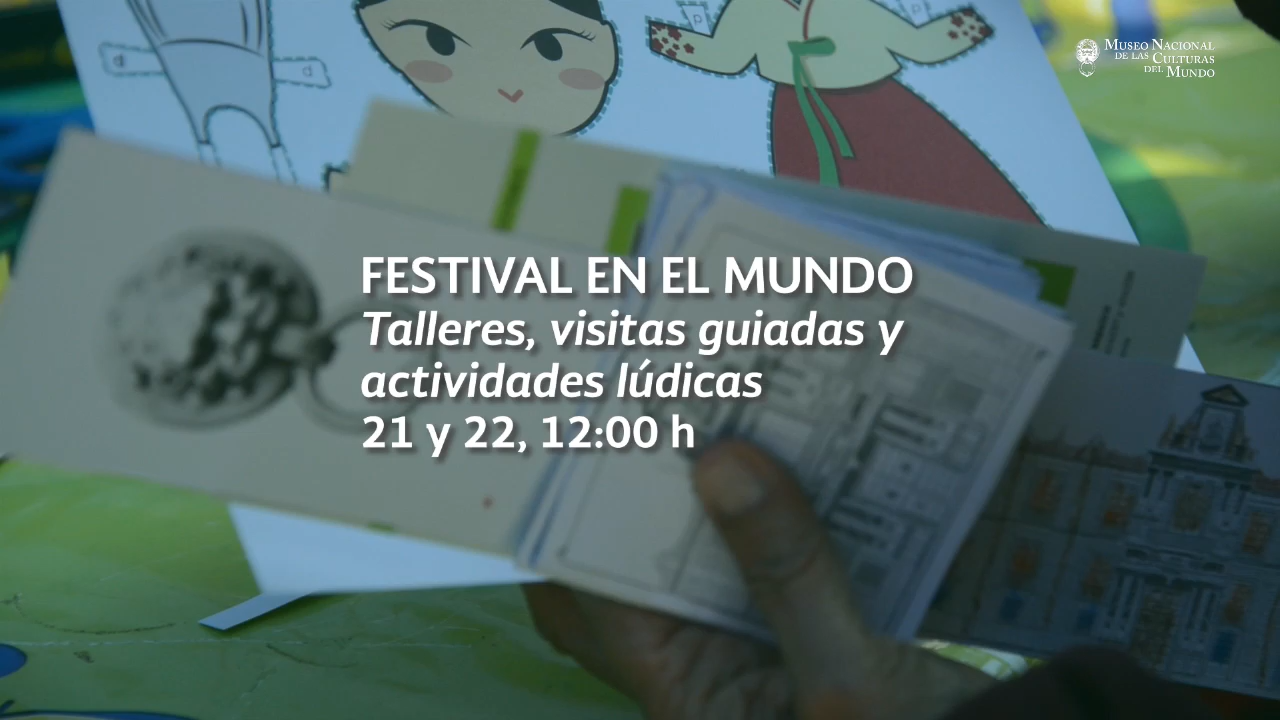 MUSEO NACIONAL
DE LAS CULTURAS
DEL MUNDO
FESTIVAL EN EL MUNDO
Talleres, visitas guiadas y
actividades lúdicas
21 y 22, 12:00 h